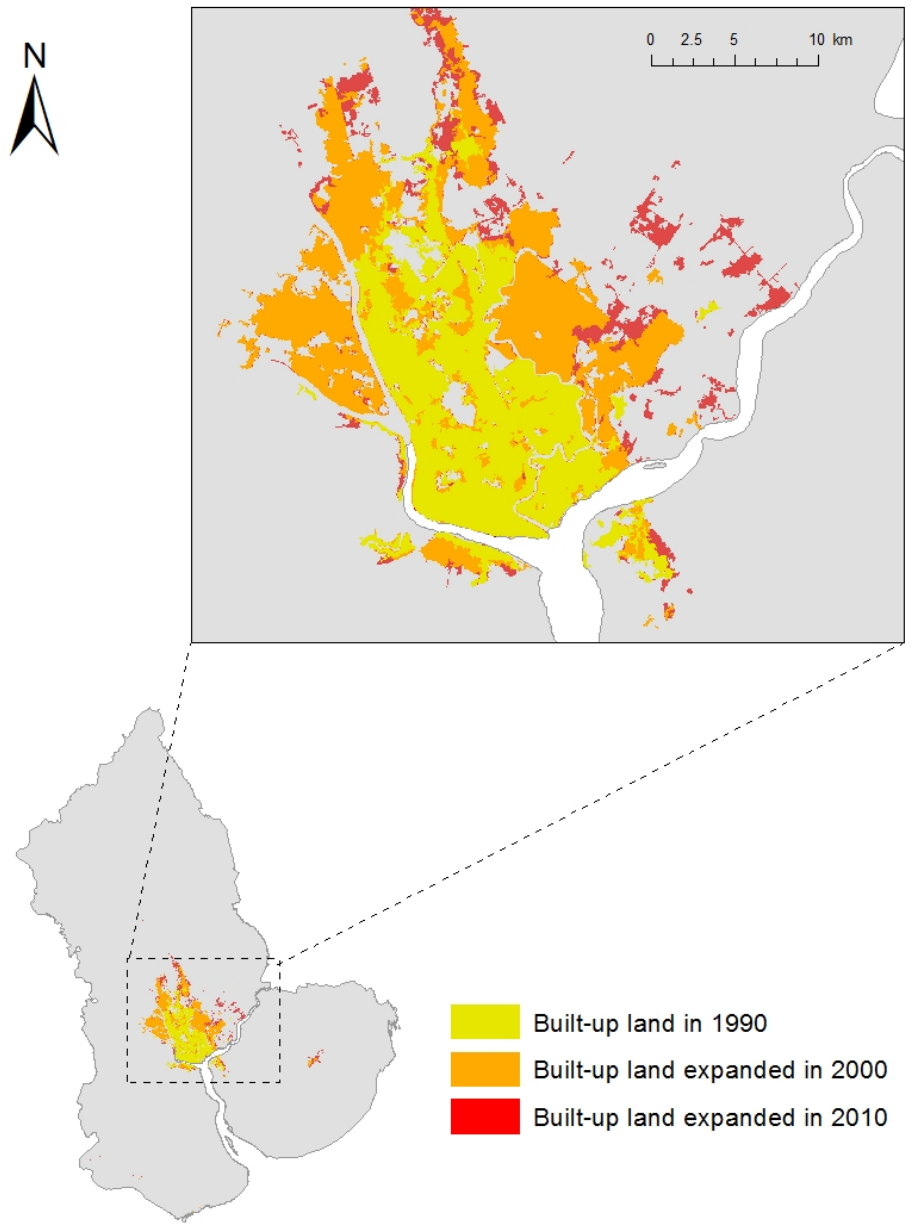 N
0 2.5 5 10 km
Built-up land in 1990
Built-up land expanded in 2000
Built-up land expanded in 2010